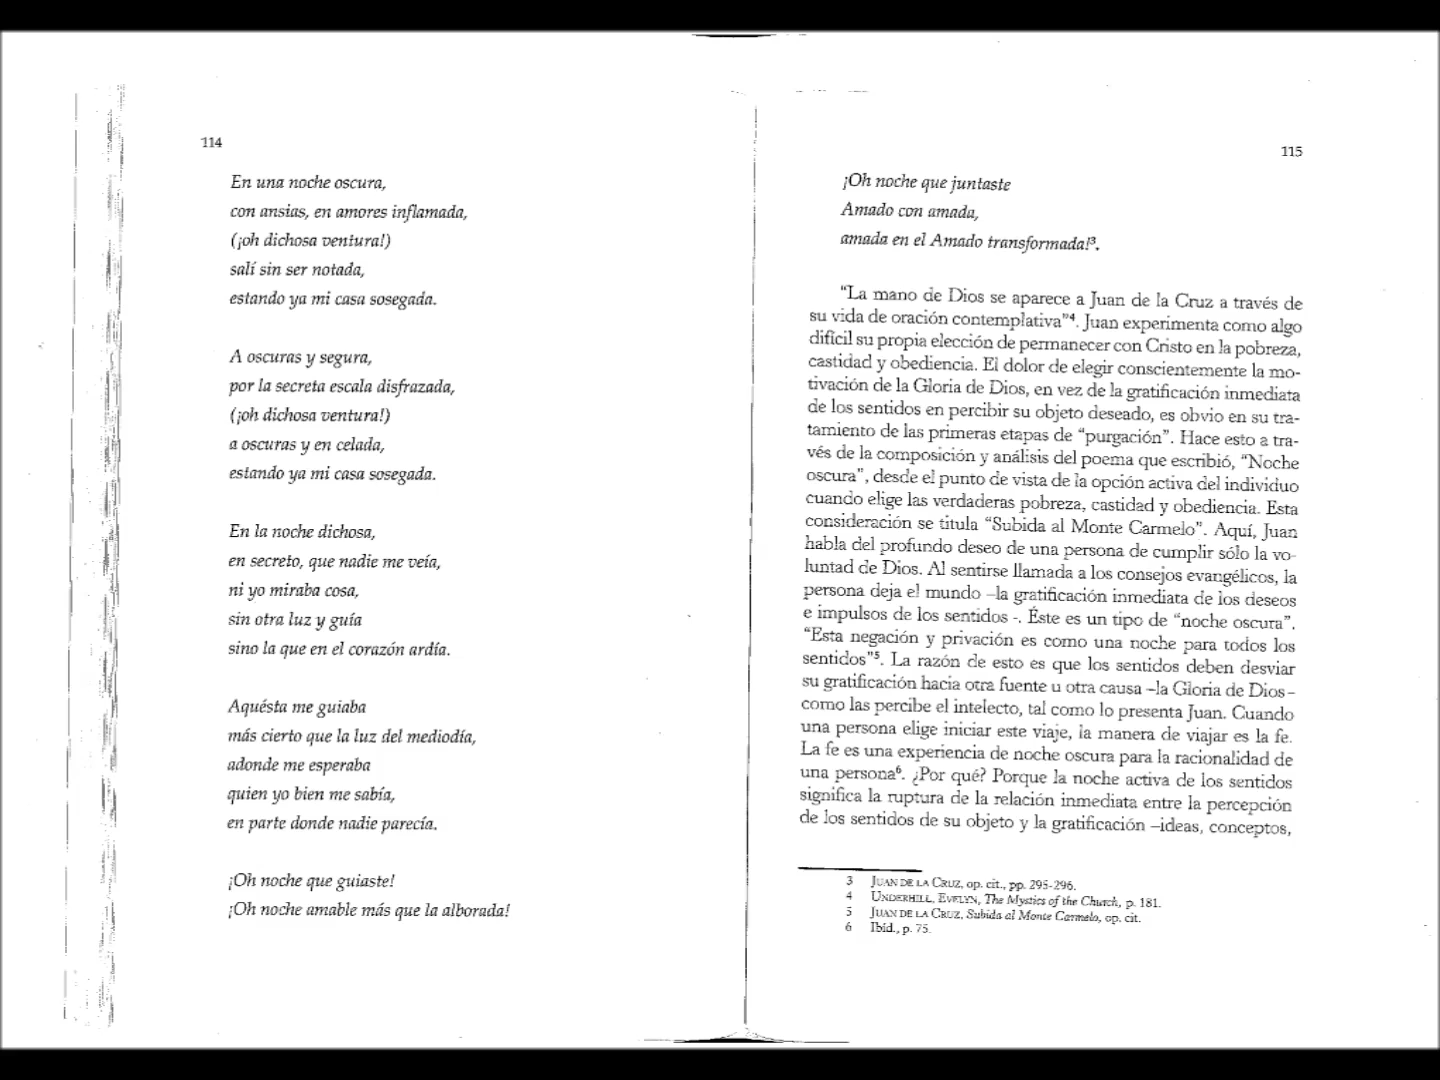 114
En una noche oscura,
con ansias, en amores inflamada,
(¡oh dichosa ventura!)
salí sin ser notada,
estando ya mi casa sosegada.
A oscuras y segura,
por la secreta escala disfrazada,
(¡oh dichosa ventura!)
a oscuras y en celada,
estando ya mi casa sosegada.
En la noche dichosa,
en secreto, que nadie me veía,
ni yo miraba cosa,
sin otra luz y guía
sino la que en el corazón ardía.
Aquésta me guiaba
más cierto que la luz del mediodía,
adonde me esperaba
quien yo bien me sabía,
en parte donde nadie parecía.
¡Oh noche que guiaste!
¡Oh noche amable más que la alborada!
115
¡Oh noche que juntaste
Amado con amada,
amada en el Amado transformada!³.
“La mano de Dios se aparece a Juan de la Cruz a través de
su vida de oración contemplativa”⁴. Juan experimenta como algo
difícil su propia elección de permanecer con Cristo en la pobreza,
castidad y obediencia. El dolor de elegir conscientemente la mo-
tivación de la Gloria de Dios, en vez de la gratificación inmediata
de los sentidos en percibir su objeto deseado, es obvio en su tra-
tamiento de las primeras etapas de “purgación”. Hace esto a tra-
vés de la composición y análisis del poema que escribió, “Noche
oscura”, desde el punto de vista de la opción activa del individuo
cuando elige las verdaderas pobreza, castidad y obediencia. Esta
consideración se titula “Subida al Monte Carmelo”. Aquí, Juan
habla del profundo deseo de una persona de cumplir sólo la vo-
luntad de Dios. Al sentirse llamada a los consejos evangélicos, la
persona deja el mundo –la gratificación inmediata de los deseos
e impulsos de los sentidos -. Éste es un tipo de “noche oscura”.
“Esta negación y privación es como una noche para todos los
sentidos”⁵. La razón de esto es que los sentidos deben desviar
su gratificación hacia otra fuente u otra causa –la Gloria de Dios–
como las percibe el intelecto, tal como lo presenta Juan. Cuando
una persona elige iniciar este viaje, la manera de viajar es la fe.
La fe es una experiencia de noche oscura para la racionalidad de
una persona⁶. ¿Por qué? Porque la noche activa de los sentidos
significa la ruptura de la relación inmediata entre la percepción
de los sentidos de su objeto y la gratificación –ideas, conceptos,
3 JUAN DE LA CRUZ, op. cit., pp. 295-296.
4 UNDERHILL, EVELYN, The Mystics of the Church, p. 181.
5 JUAN DE LA CRUZ, Subida al Monte Carmelo, op. cit.
6 Ibíd., p. 75.